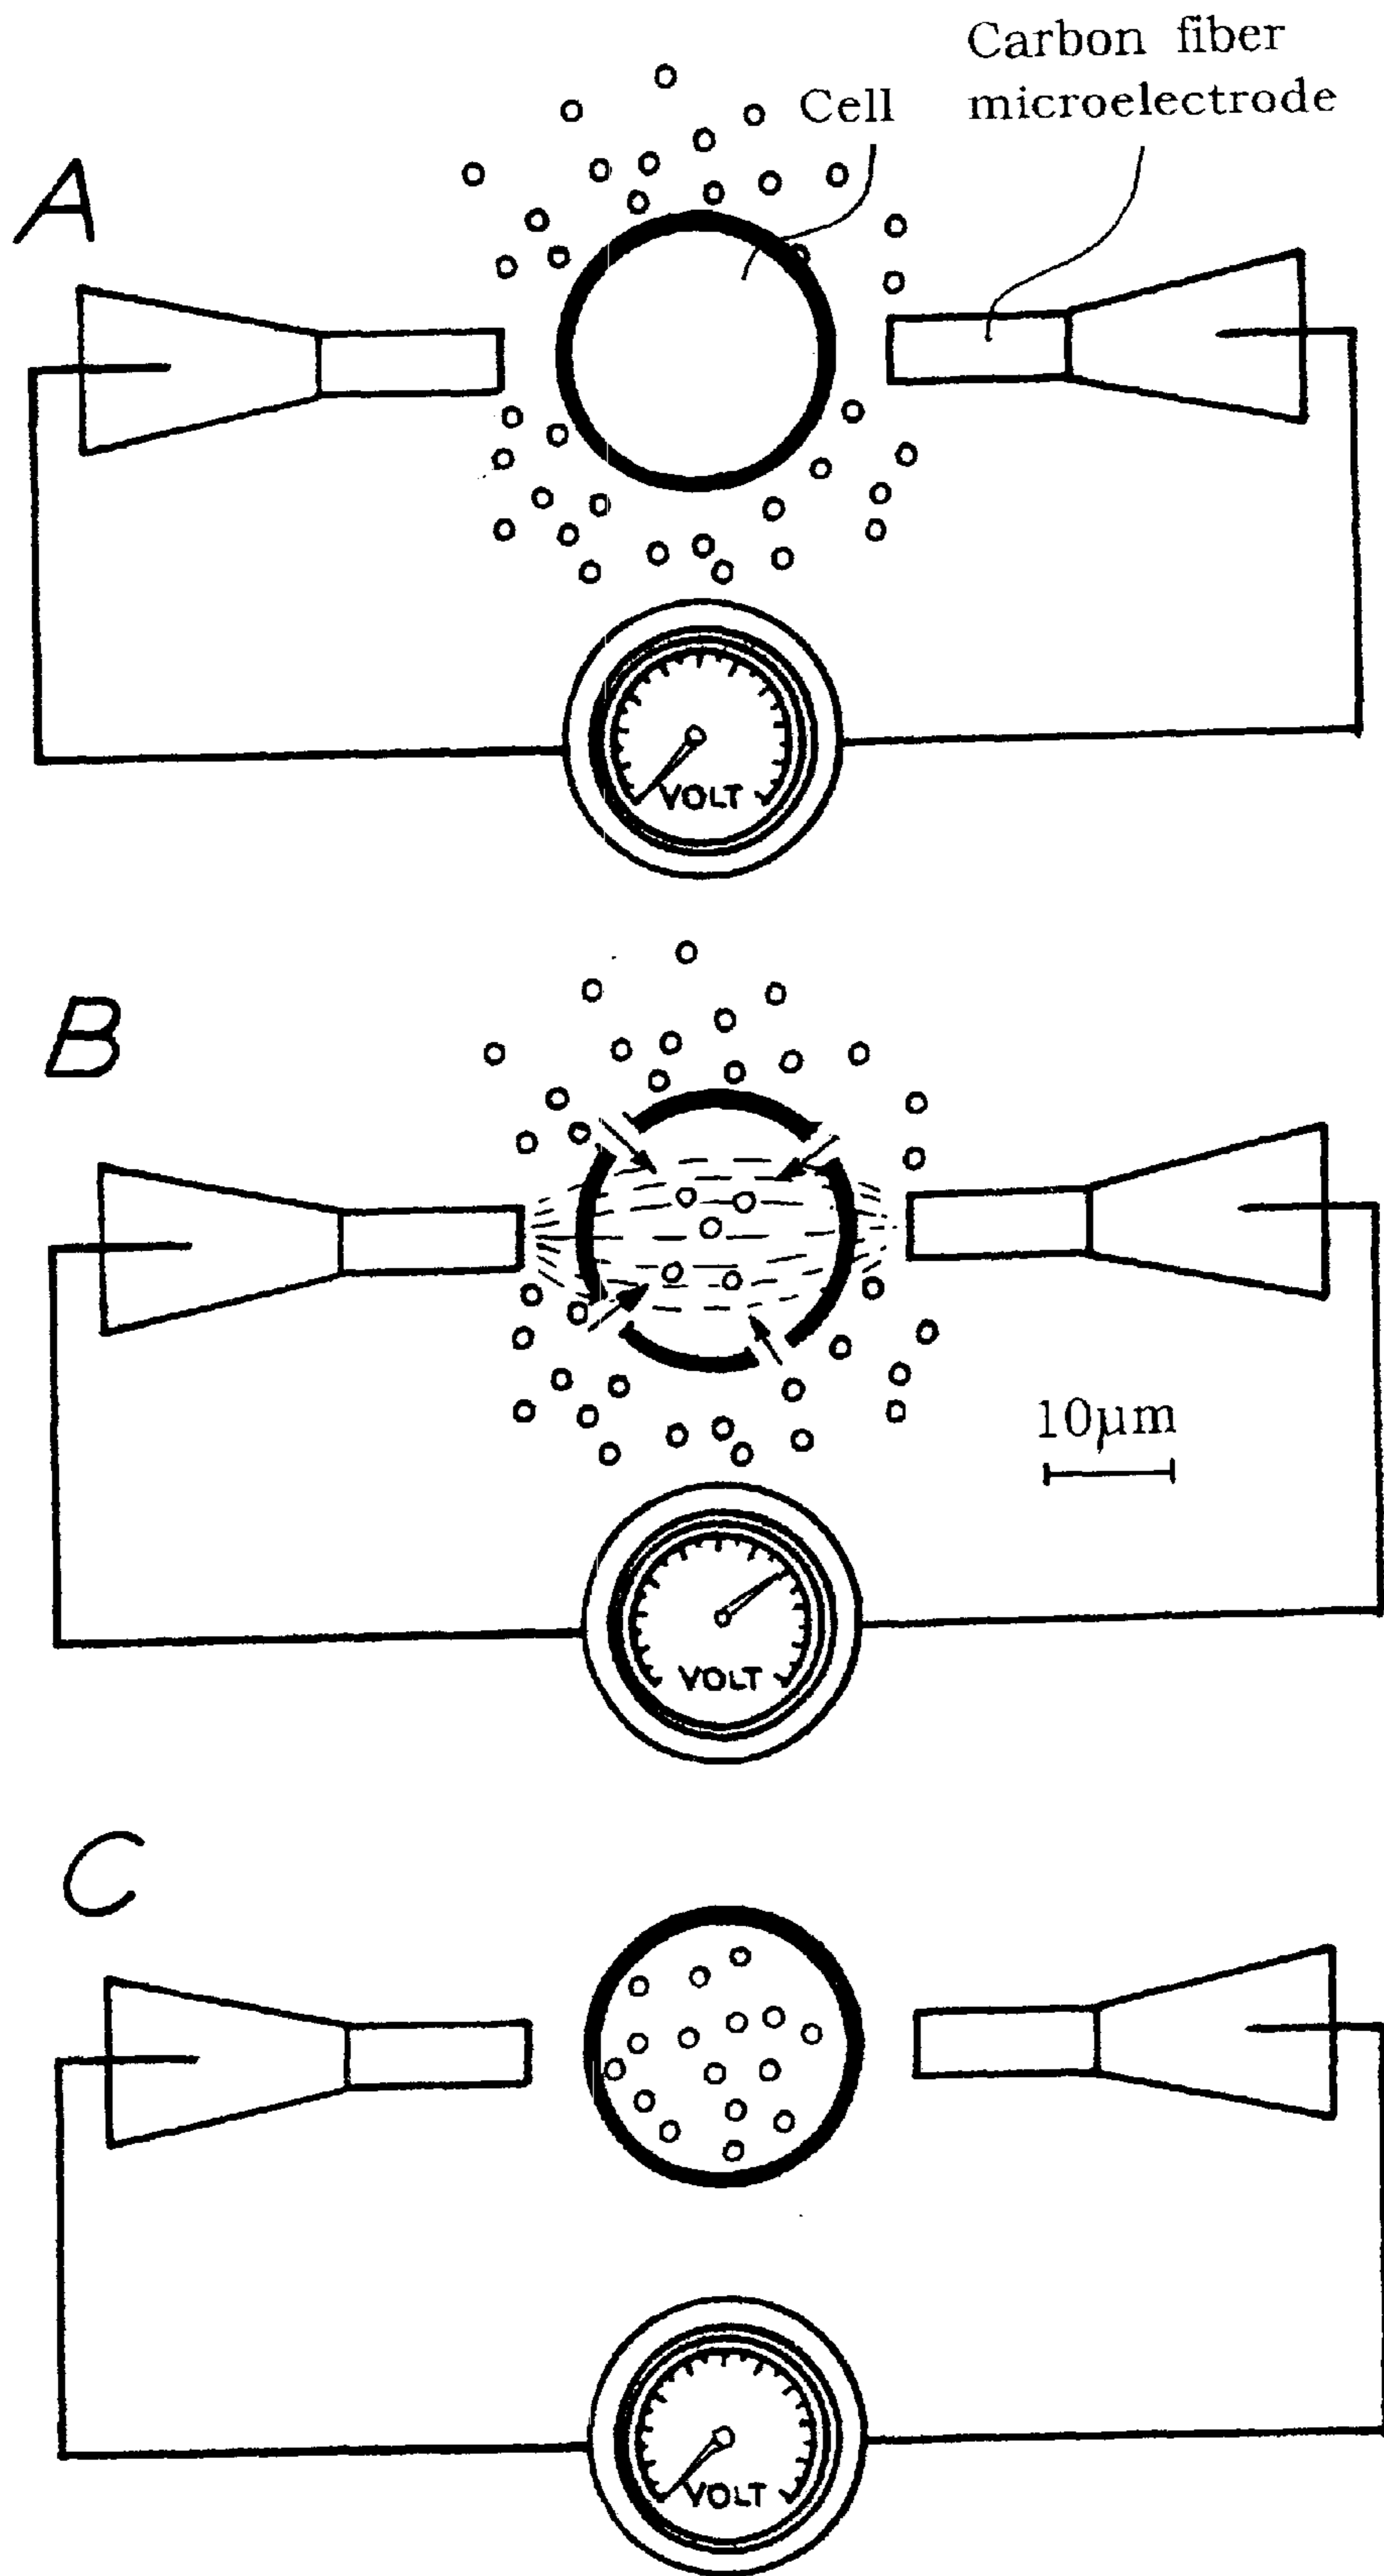 Carbon fiber
microelectrode
Cell
A
VOLT
B
10µm
VOLT
C
VOLT